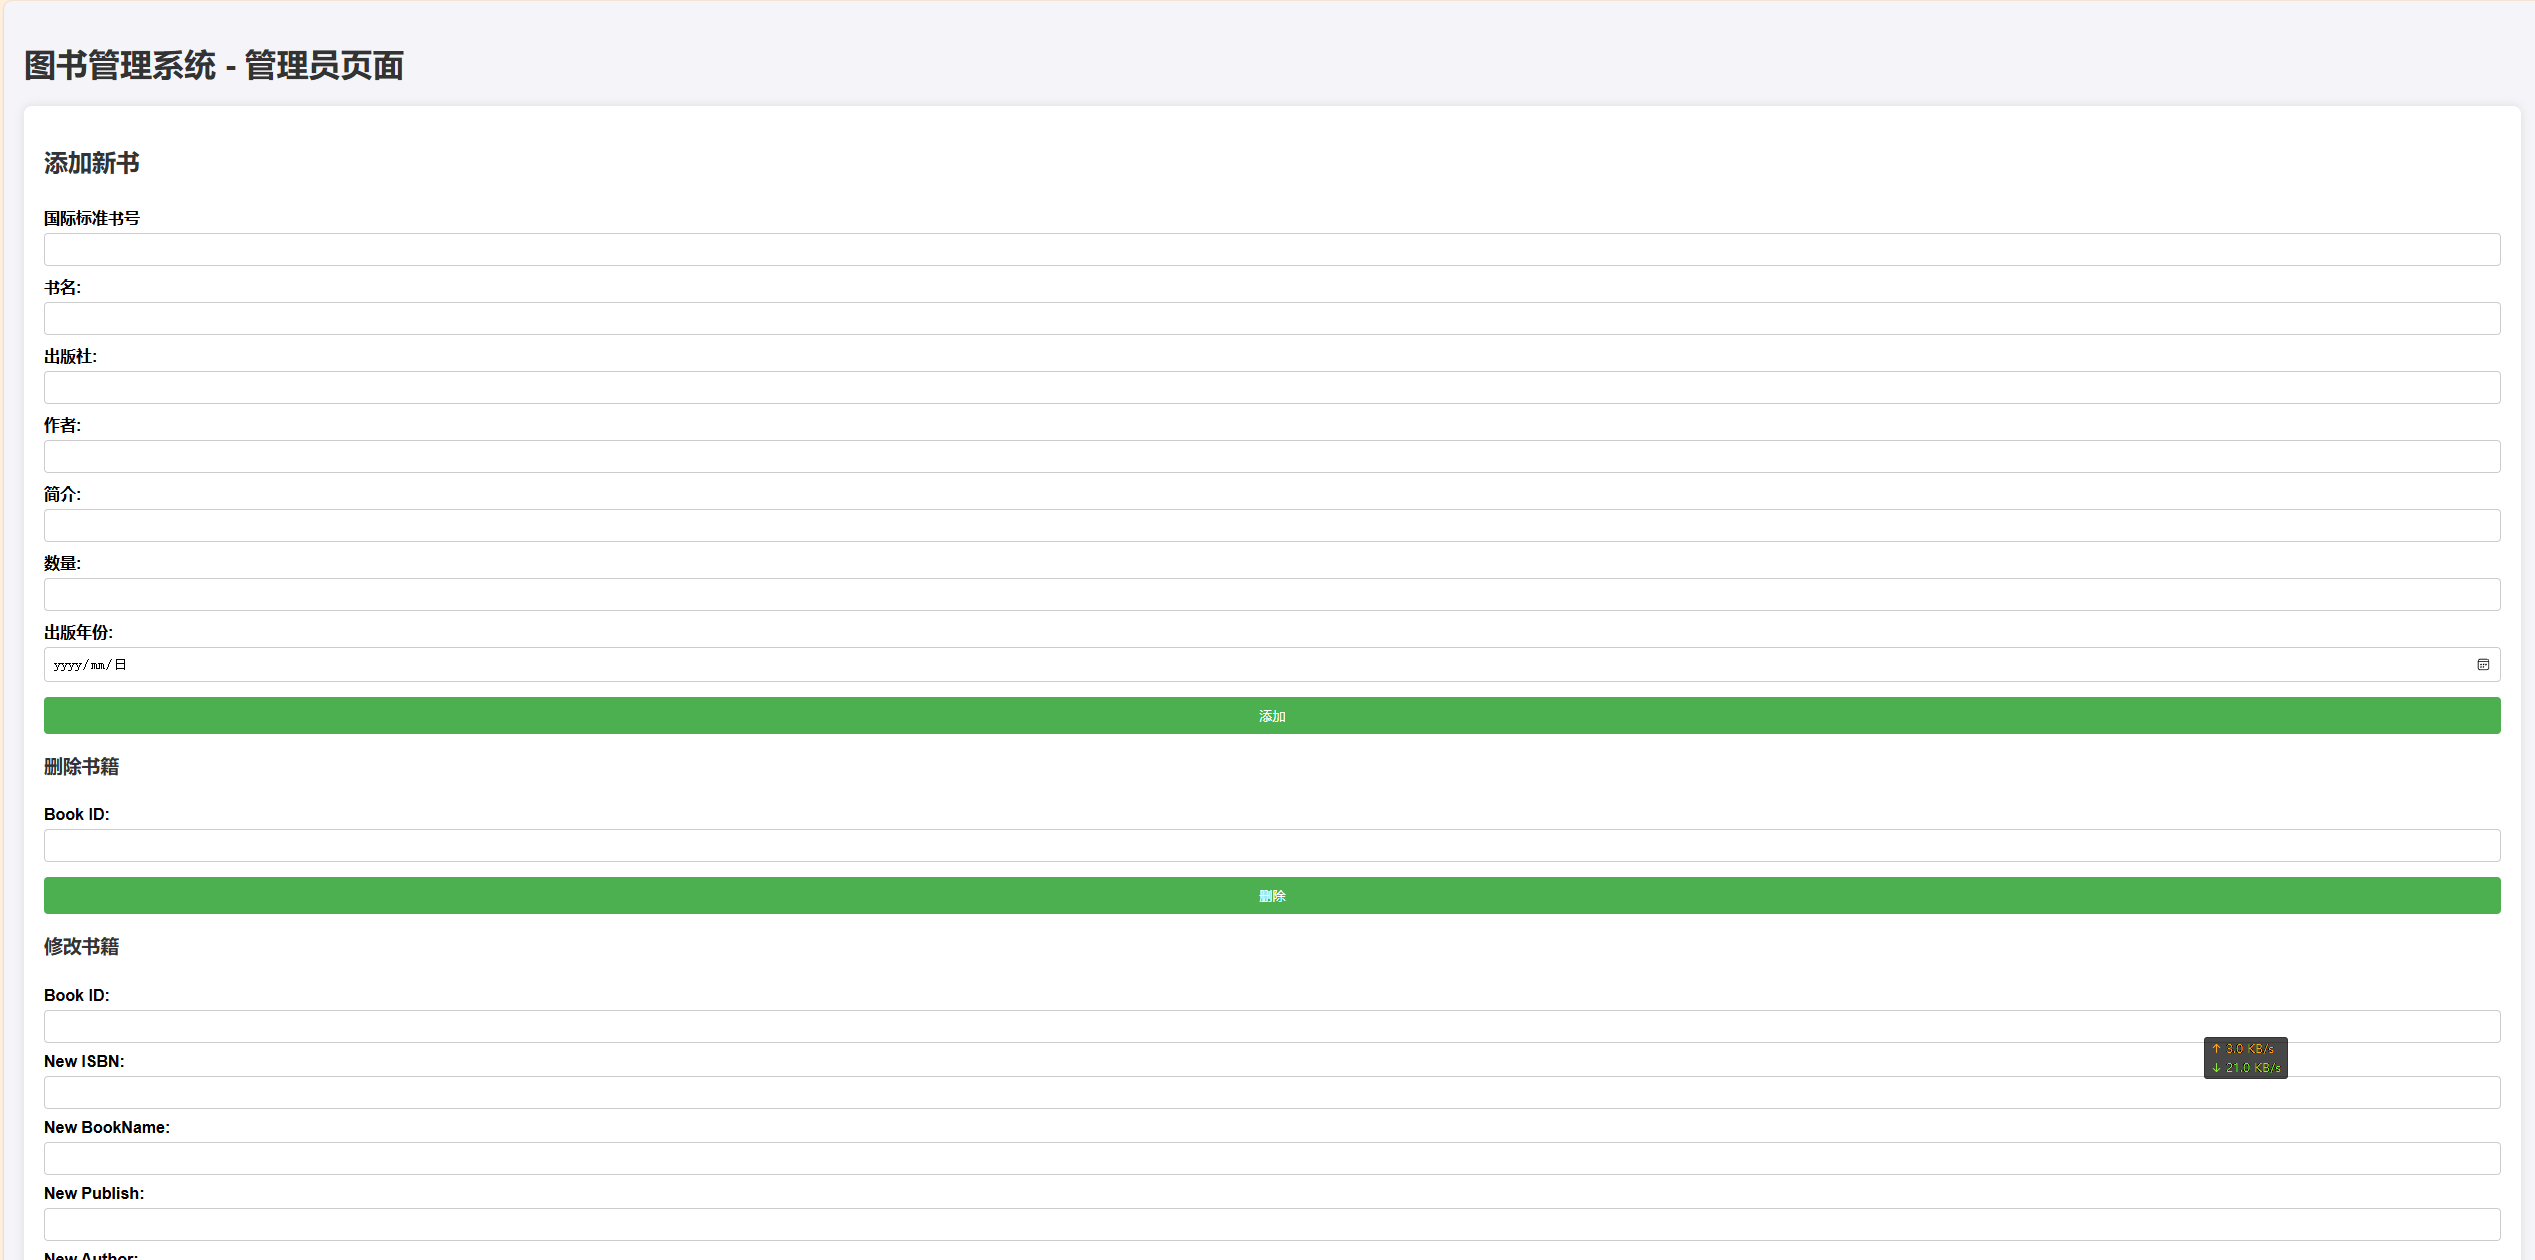 图书管理系统 - 管理员页面
添加新书
国际标准书号
书名:
出版社:
作者:
简介:
数量:
出版年份:
yyyy/mm/日
添加
删除书籍
Book ID:
删除
修改书籍
Book ID:
↑ 3.0 KB/s
New ISBN:
↓ 21.0 KB/s
New BookName:
New Publish:
New Author: